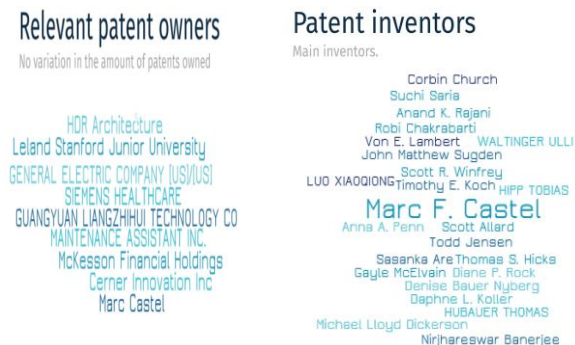 Relevant patent owners
No variation in the amount of patents owned
HDR Architecture
Leland Stanford Junior University
GENERAL ELECTRIC COMPANY [US]/[US]
SIEMENS HEALTHCARE
GUANGYUAN LIANGZHIHUI TECHNOLOGY CO
MAINTENANCE ASSISTANT INC.
McKesson Financial Holdings
Cerner Innovation Inc
Marc Castel
Patent inventors
Main inventors.
Corbin Church
Suchi Saria
Anand K. Rajani
Robi Chakrabarti
Von E. Lambert WALTINGER ULLI
John Matthew Sugden
Scott R. Winfrey
LUO XIAOQIONG Timothy E. Koch HIPP TOBIAS
Marc F. Castel
Anna A. Penn Scott Allard
Todd Jensen
Sasanka Are Thomas S. Hicks
Gayle McElvain Diane P. Rock
Denise Bauer Nyberg
Daphne L. Koller
HUBAUER THOMAS
Michael Lloyd Dickerson
Nirjhareswar Banerjee